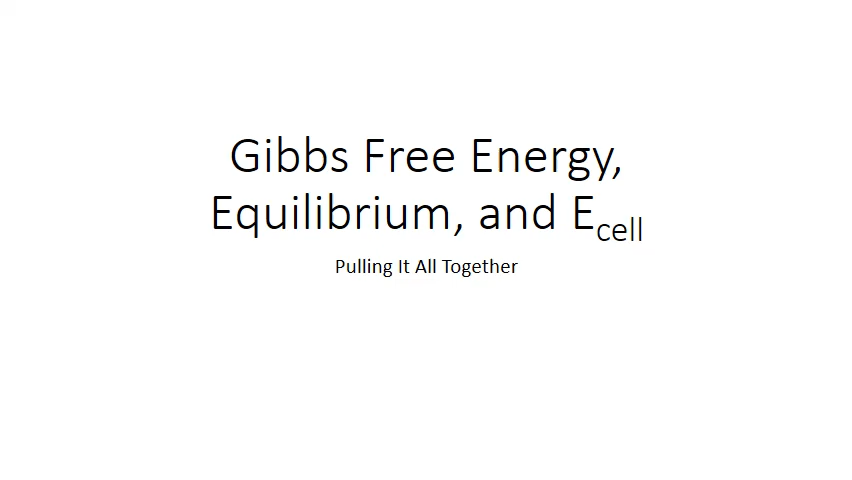 Gibbs Free Energy,
Equilibrium, and Ecell
Pulling It All Together